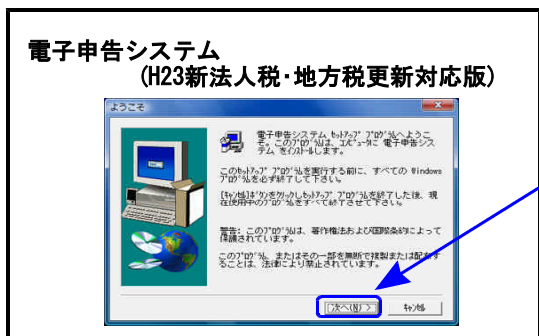 電子申告システム
(H23新法人税･地方税更新対応版)
ようこそ
電子申告システム ｾｯﾄｱｯﾌﾟ ﾌﾟﾛｸﾞﾗﾑへようこ
そ。このﾌﾟﾛｸﾞﾗﾑは、ｺﾝﾋﾟｭｰﾀに 電子申告シス
テム をｲﾝｽﾄｰﾙします。
このｾｯﾄｱｯﾌﾟ ﾌﾟﾛｸﾞﾗﾑを実行する前に、すべての Windows
ﾌﾟﾛｸﾞﾗﾑを必ず終了して下さい。
[ｷｬﾝｾﾙ]ﾎﾞﾀﾝをｸﾘｯｸしｾｯﾄｱｯﾌﾟ ﾌﾟﾛｸﾞﾗﾑを終了した後、現
在使用中のﾌﾟﾛｸﾞﾗﾑをすべて終了させて下さい。
警告: このﾌﾟﾛｸﾞﾗﾑは、著作権法および国際条約によって
保護されています。
このﾌﾟﾛｸﾞﾗﾑ、またはその一部を無断で複製または配布す
ることは、法律により禁止されています。
次へ(N) >
ｷｬﾝｾﾙ